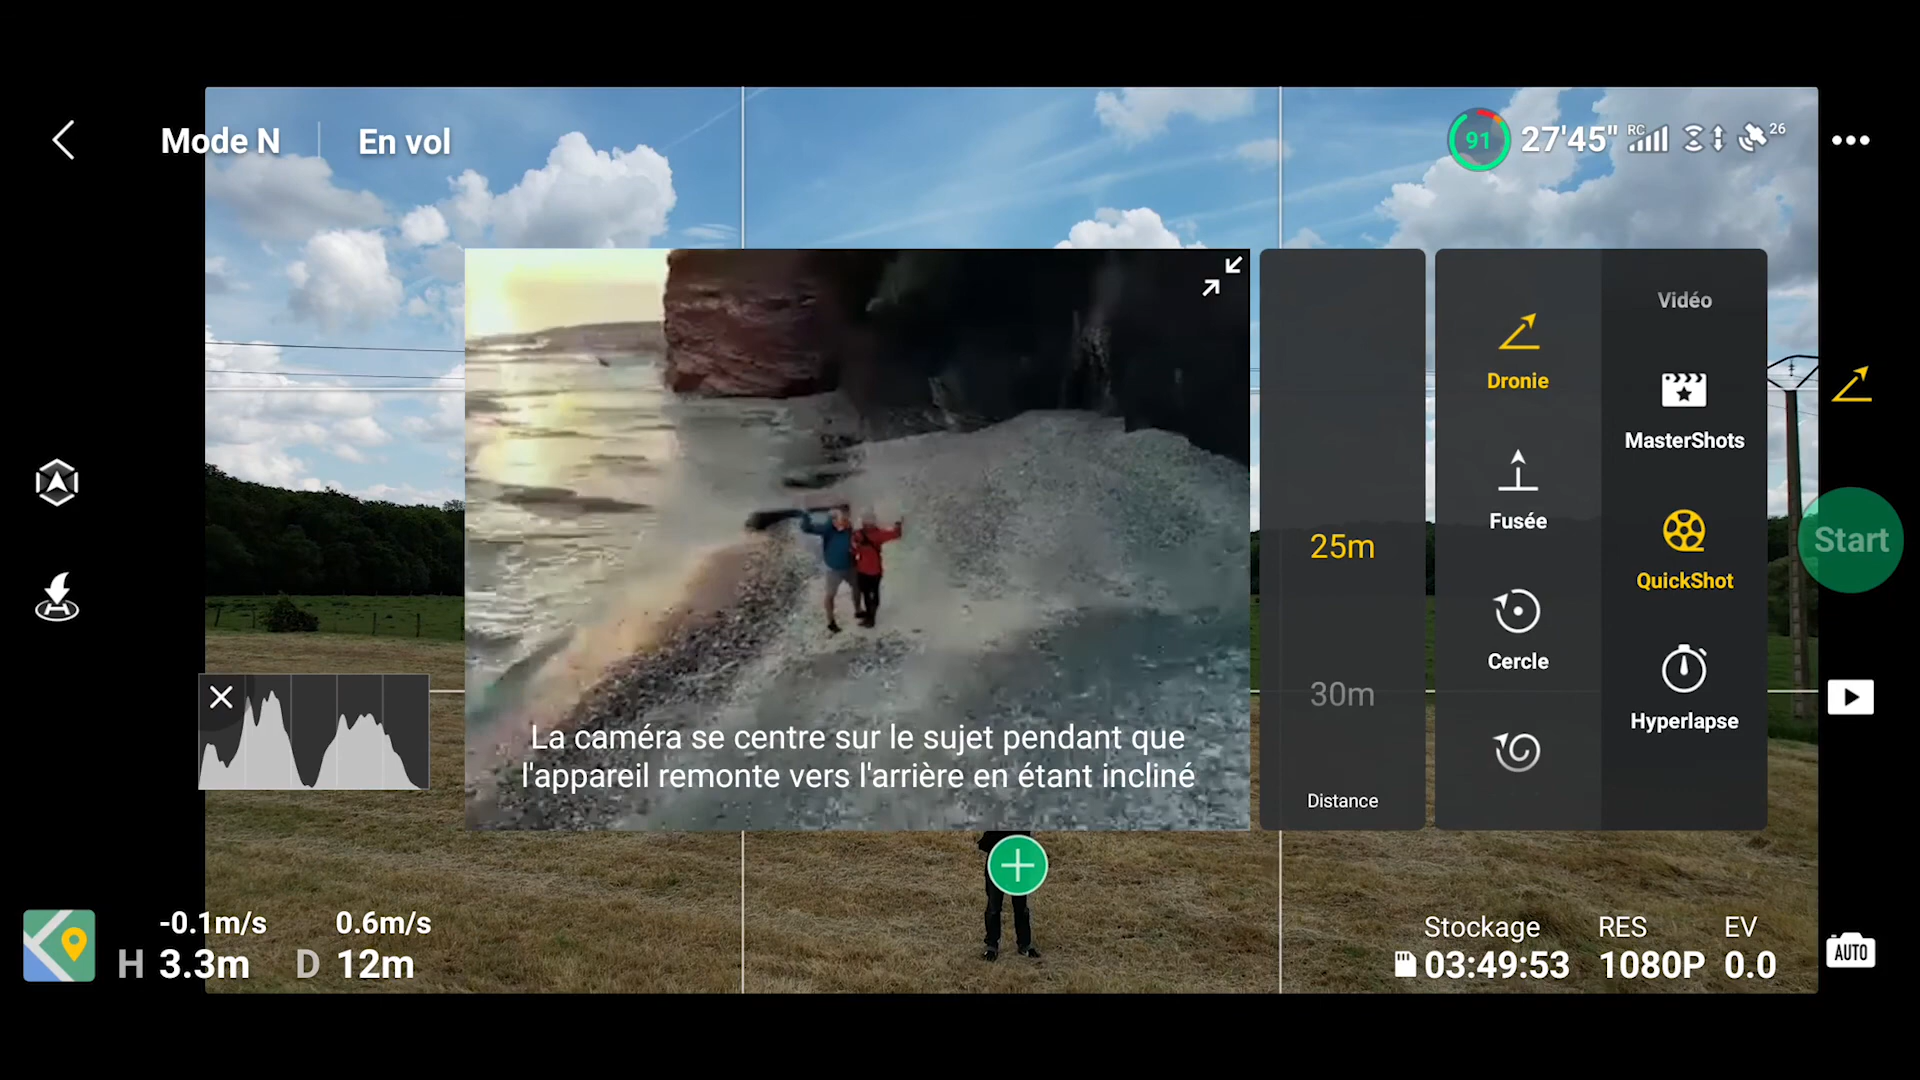 Mode N
En vol
91
27'45"
RC
26
Vidéo
Dronie
MasterShots
Fusée
25m
Start
QuickShot
Cercle
30m
Hyperlapse
La caméra se centre sur le sujet pendant que
l'appareil remonte vers l'arrière en étant incliné
Distance
-0.1m/s
0.6m/s
H 3.3m
D 12m
Stockage
RES
EV
03:49:53
1080P
0.0
AUTO